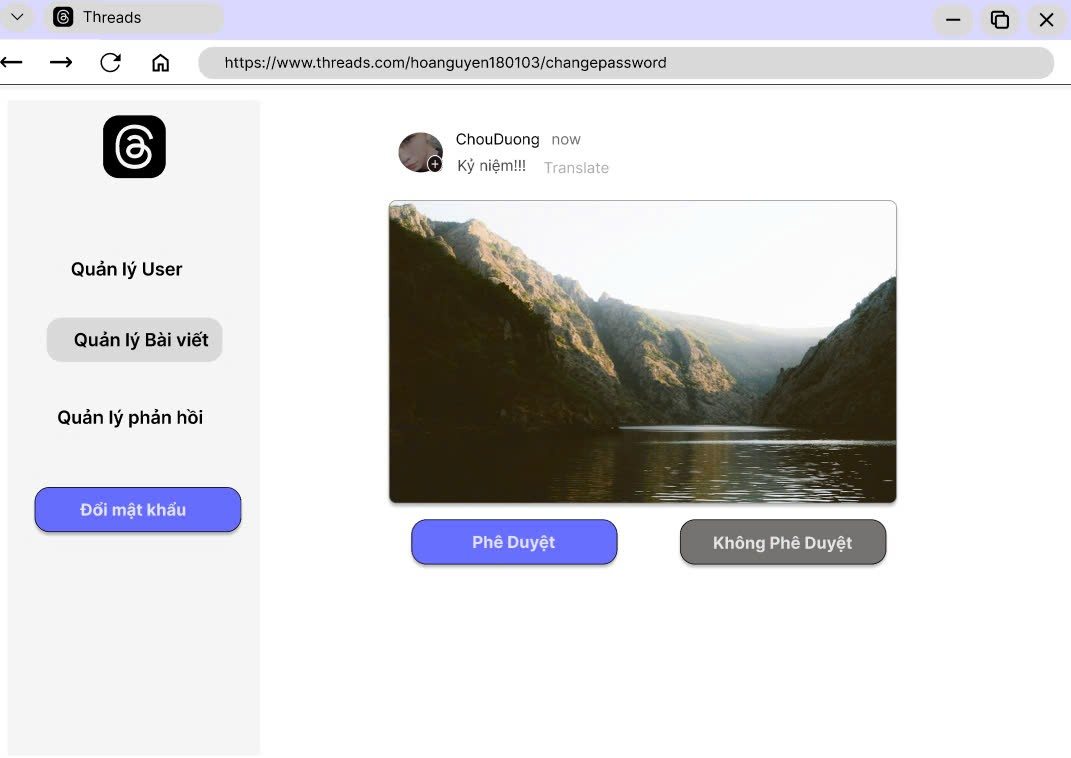 Threads
https://www.threads.com/hoanguyen180103/changepassword
ChouDuong now
Kỷ niệm!!! Translate
Quản lý User
Quản lý Bài viết
Quản lý phản hồi
Đổi mật khẩu
Phê Duyệt
Không Phê Duyệt